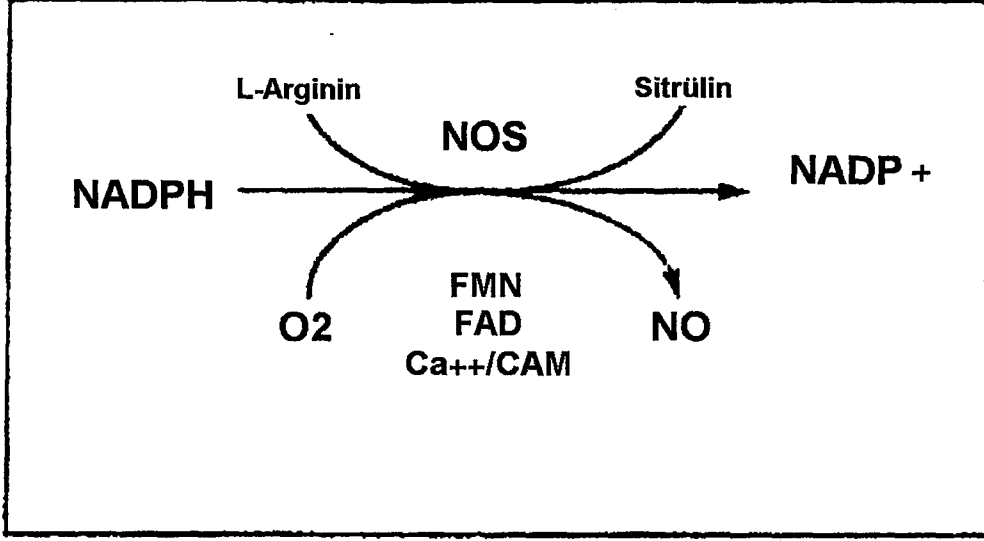 L-Arginin
Sitrülin
NOS
NADPH
NADP +
FMN
FAD
Ca++/CAM
O2
NO